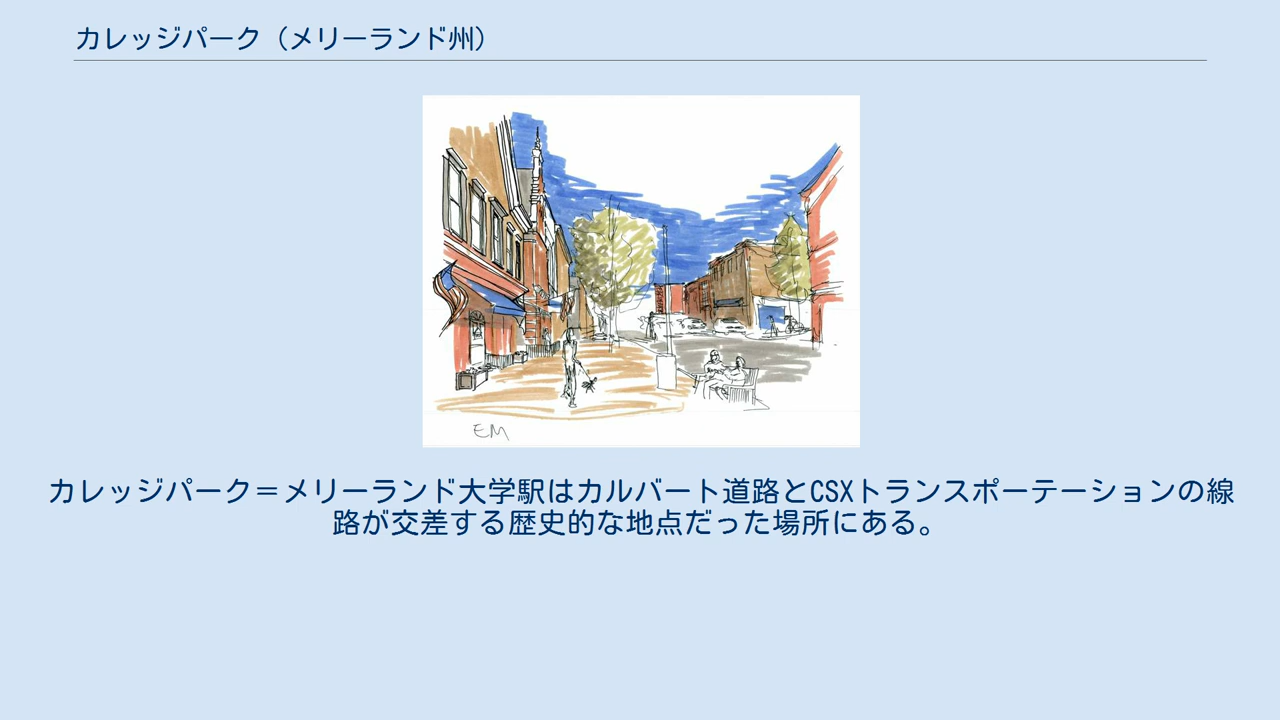 カレッジパーク（メリーランド州）
EM
カレッジパーク＝メリーランド大学駅はカルバート道路とCSXトランスポーテーションの線
路が交差する歴史的な地点だった場所にある。